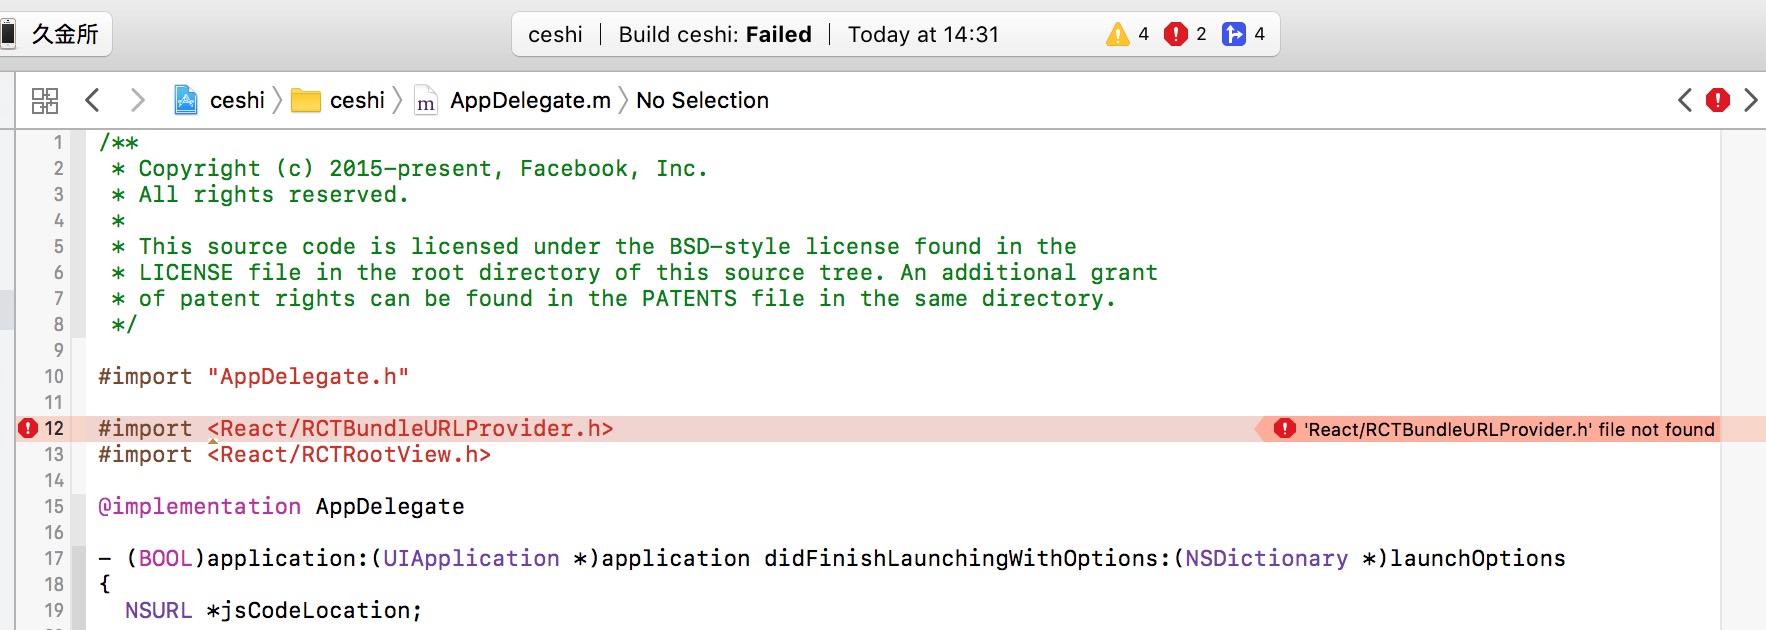 久金所
ceshi | Build ceshi: Failed | Today at 14:31 4 2 4
ceshi ceshi AppDelegate.m No Selection
1 /**
2 * Copyright (c) 2015-present, Facebook, Inc.
3 * All rights reserved.
4 *
5 * This source code is licensed under the BSD-style license found in the
6 * LICENSE file in the root directory of this source tree. An additional grant
7 * of patent rights can be found in the PATENTS file in the same directory.
8 */
9
10 #import "AppDelegate.h"
11
12 #import <React/RCTBundleURLProvider.h> 'React/RCTBundleURLProvider.h' file not found
13 #import <React/RCTRootView.h>
14
15 @implementation AppDelegate
16
17 - (BOOL)application:(UIApplication *)application didFinishLaunchingWithOptions:(NSDictionary *)launchOptions
18 {
19 NSURL *jsCodeLocation;